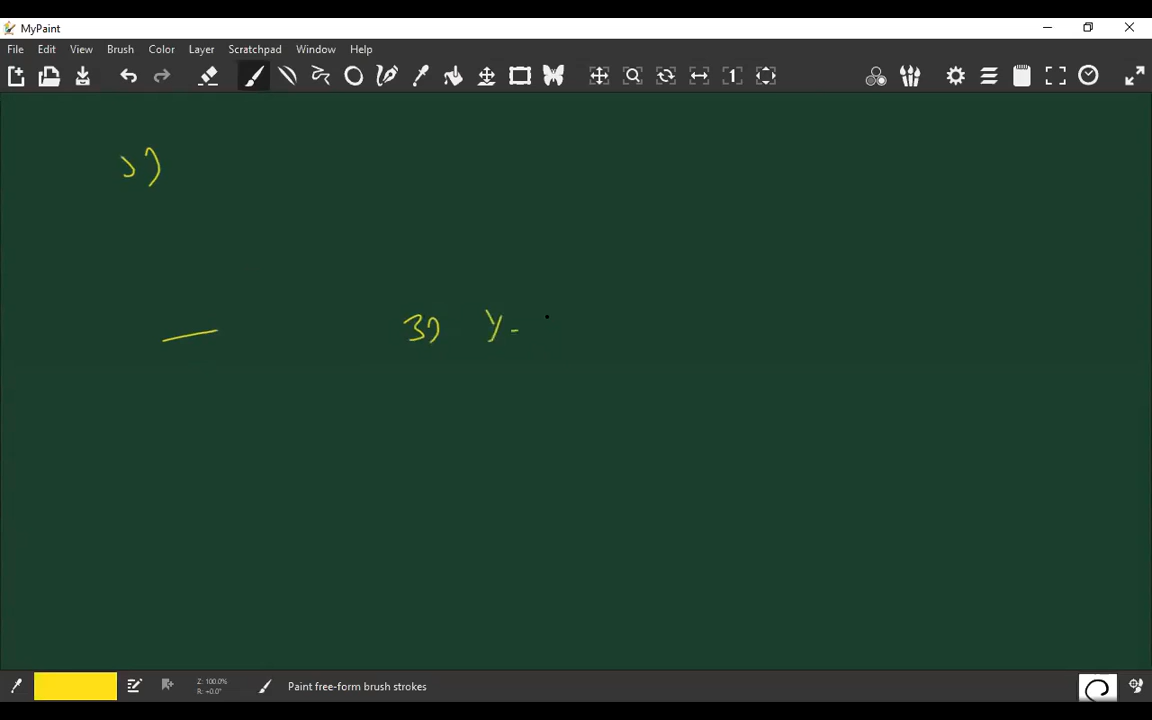 MyPaint
File Edit View Brush Color Layer Scratchpad Window Help
3) y-
Z: 100.0%
R: +0.0°
Paint free-form brush strokes